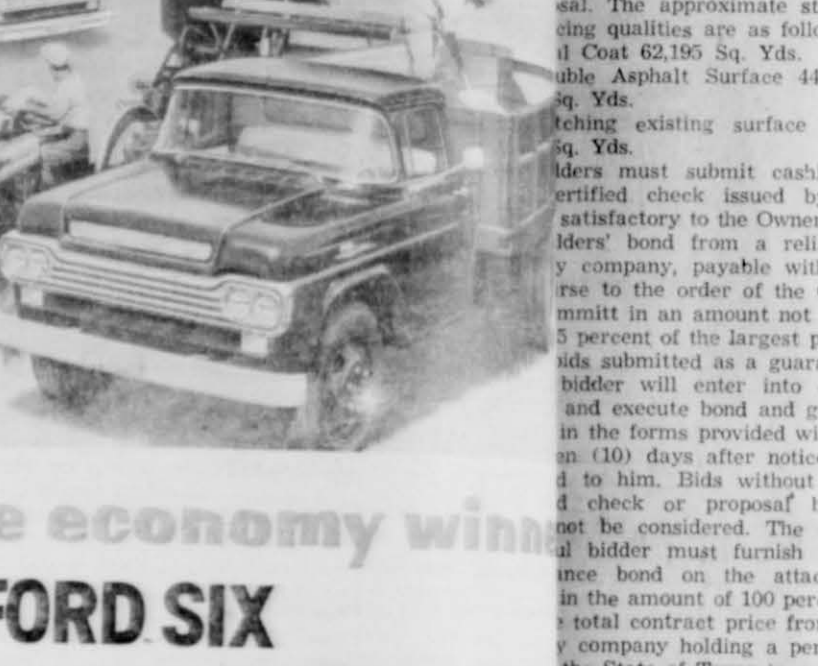 e economy winn
FORD SIX
sal. The approximate st
cing qualities are as follo
l Coat 62,195 Sq. Yds.
uble Asphalt Surface 44
Sq. Yds.
tching existing surface
Sq. Yds.
lders must submit cash
ertified check issued by
satisfactory to the Owner
lders' bond from a reli
y company, payable wit
rse to the order of the
mmitt in an amount not
5 percent of the largest p
bids submitted as a guara
bidder will enter into
and execute bond and g
in the forms provided wi
en (10) days after notice
d to him. Bids without
d check or proposal b
not be considered. The
ul bidder must furnish
ance bond on the attac
in the amount of 100 per
total contract price fro
y company holding a per